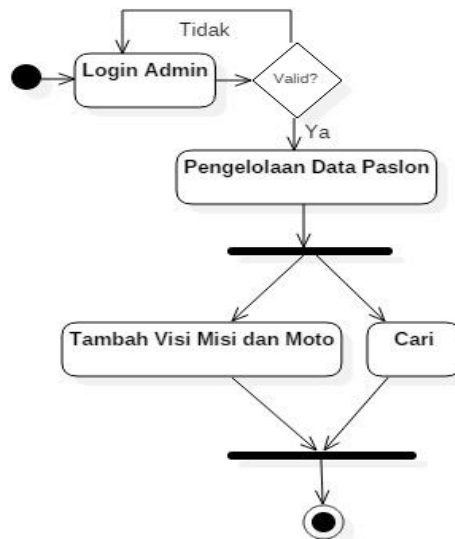 Tidak
Login Admin
Valid?
Ya
Pengelolaan Data Paslon
Tambah Visi Misi dan Moto
Cari